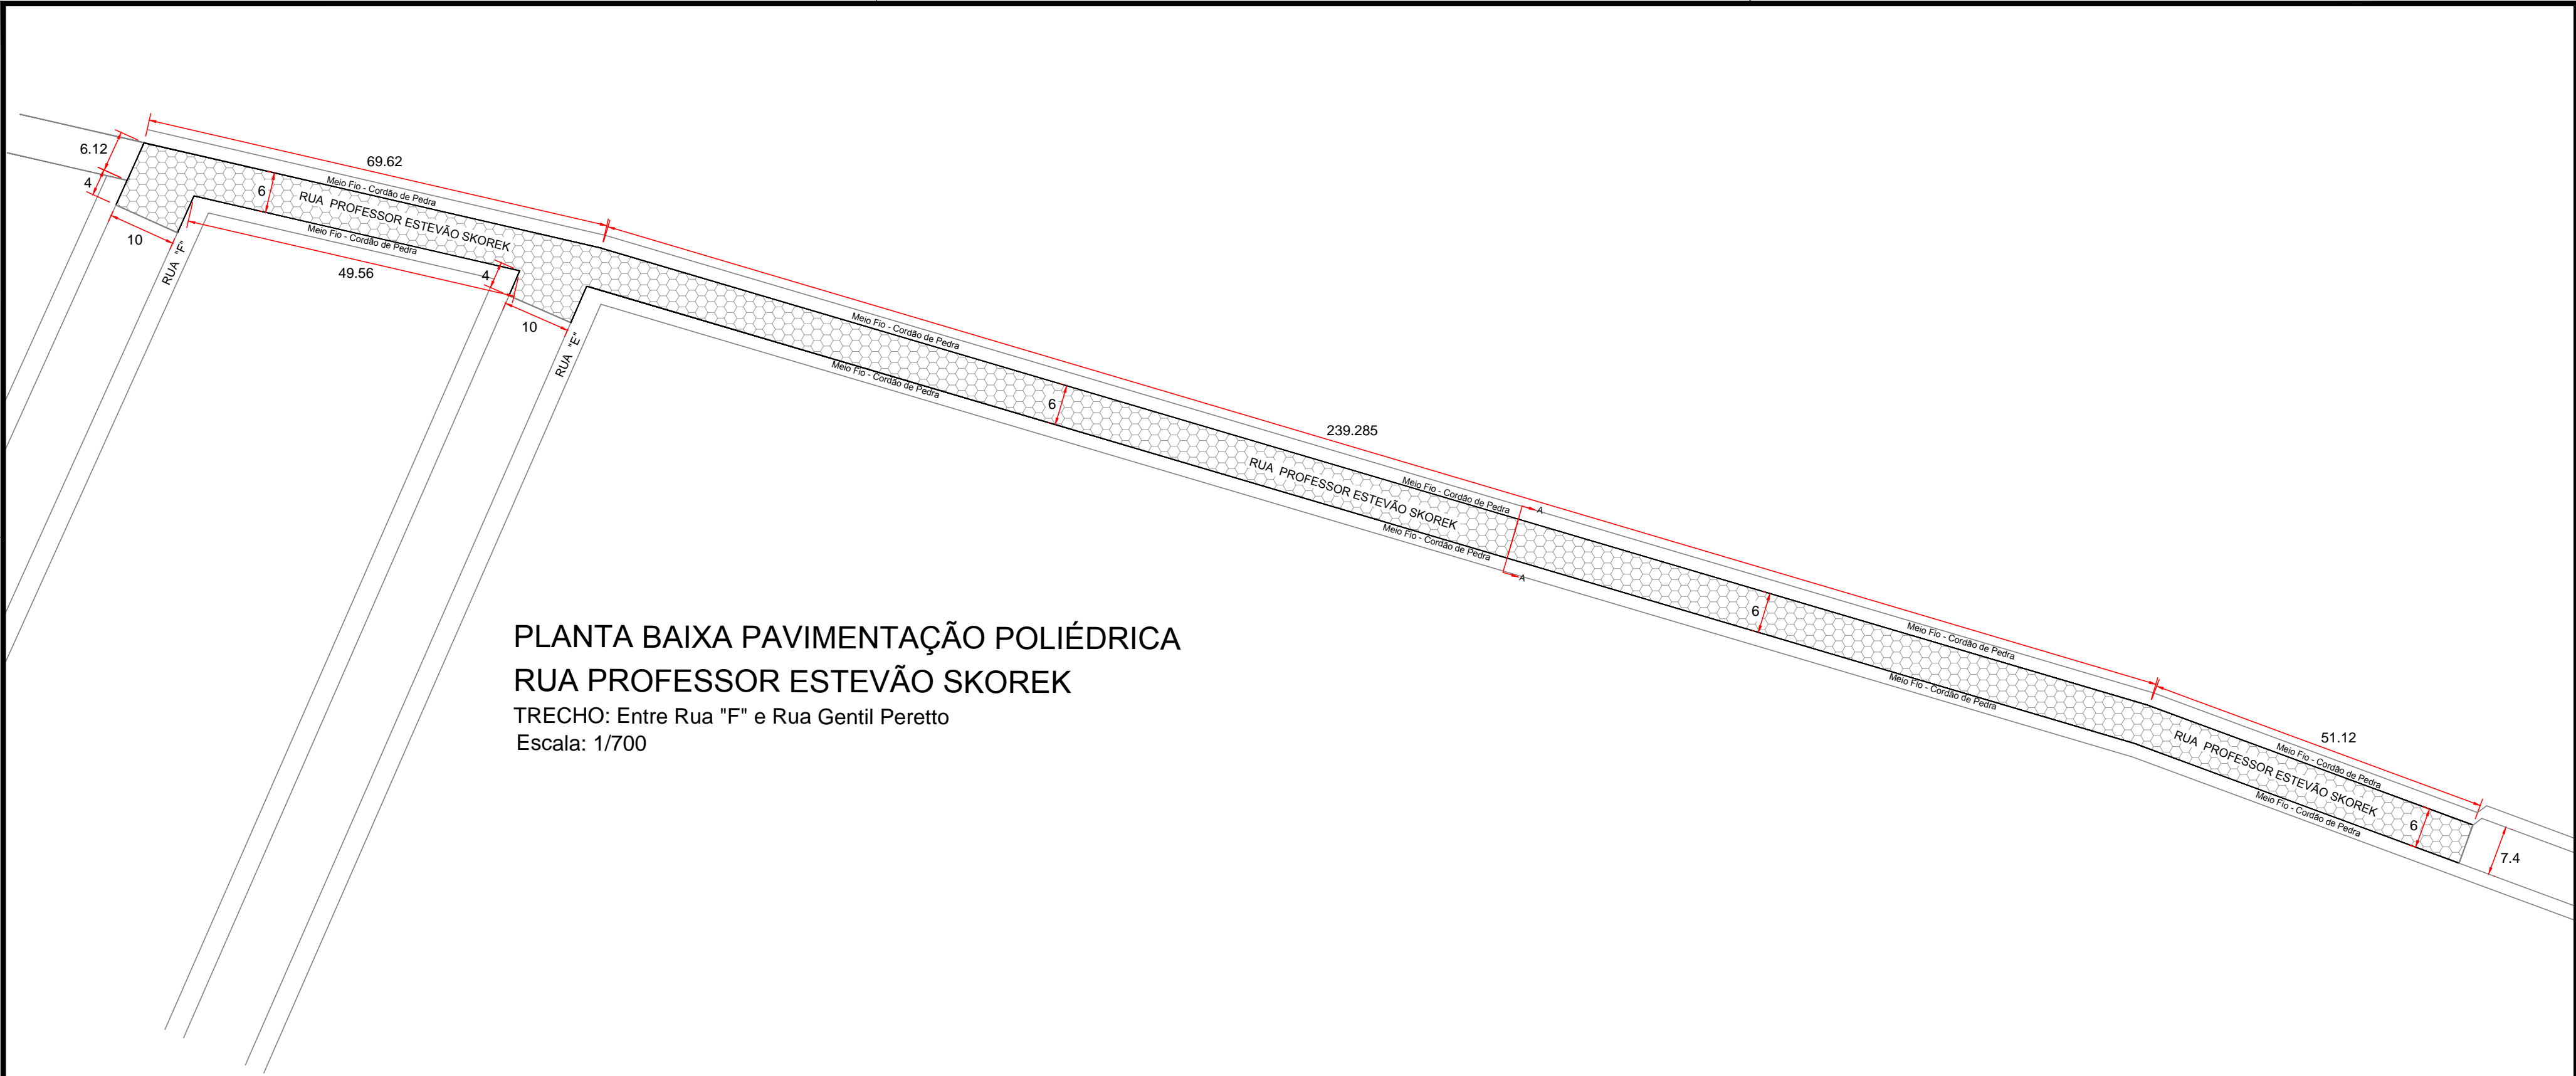 6.12
4
69.62
6
Meio Fio - Cordão de Pedra
RUA PROFESSOR ESTEVÃO SKOREK
Meio Fio - Cordão de Pedra
10
RUA "F"
49.56
4
10
RUA "E"
Meio Fio - Cordão de Pedra
Meio Fio - Cordão de Pedra
6
239.285
RUA PROFESSOR ESTEVÃO SKOREK
Meio Fio - Cordão de Pedra
Meio Fio - Cordão de Pedra
A
A
6
Meio Fio - Cordão de Pedra
Meio Fio - Cordão de Pedra
51.12
RUA PROFESSOR ESTEVÃO SKOREK
Meio Fio - Cordão de Pedra
Meio Fio - Cordão de Pedra
6
7.4
PLANTA BAIXA PAVIMENTAÇÃO POLIÉDRICA
RUA PROFESSOR ESTEVÃO SKOREK
TRECHO: Entre Rua "F" e Rua Gentil Peretto
Escala: 1/700